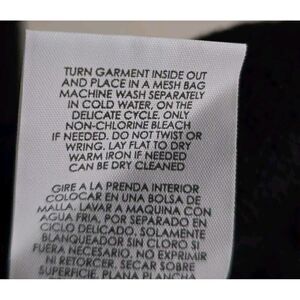 TURN GARMENT INSIDE OUT
AND PLACE IN A MESH BAG
MACHINE WASH SEPARATELY
IN COLD WATER, ON THE
DELICATE CYCLE. ONLY
NON-CHLORINE BLEACH
IF NEEDED. DO NOT TWIST OR
WRING. LAY FLAT TO DRY
WARM IRON IF NEEDED
CAN BE DRY CLEANED
GIRE A LA PRENDA INTERIOR
COLOCAR EN UNA BOLSA DE
MALLA. LAVAR A MAQUINA CON
AGUA FRIA, POR SEPARADO EN
CICLO DELICADO, SOLAMENTE
BLANQUEADOR SIN CLORO SI
FUERA NECESARIO. NO EXPRIMIR
NI RETORCER. SECAR SOBRE
SUPERFICIE. PLANA PLANCHA